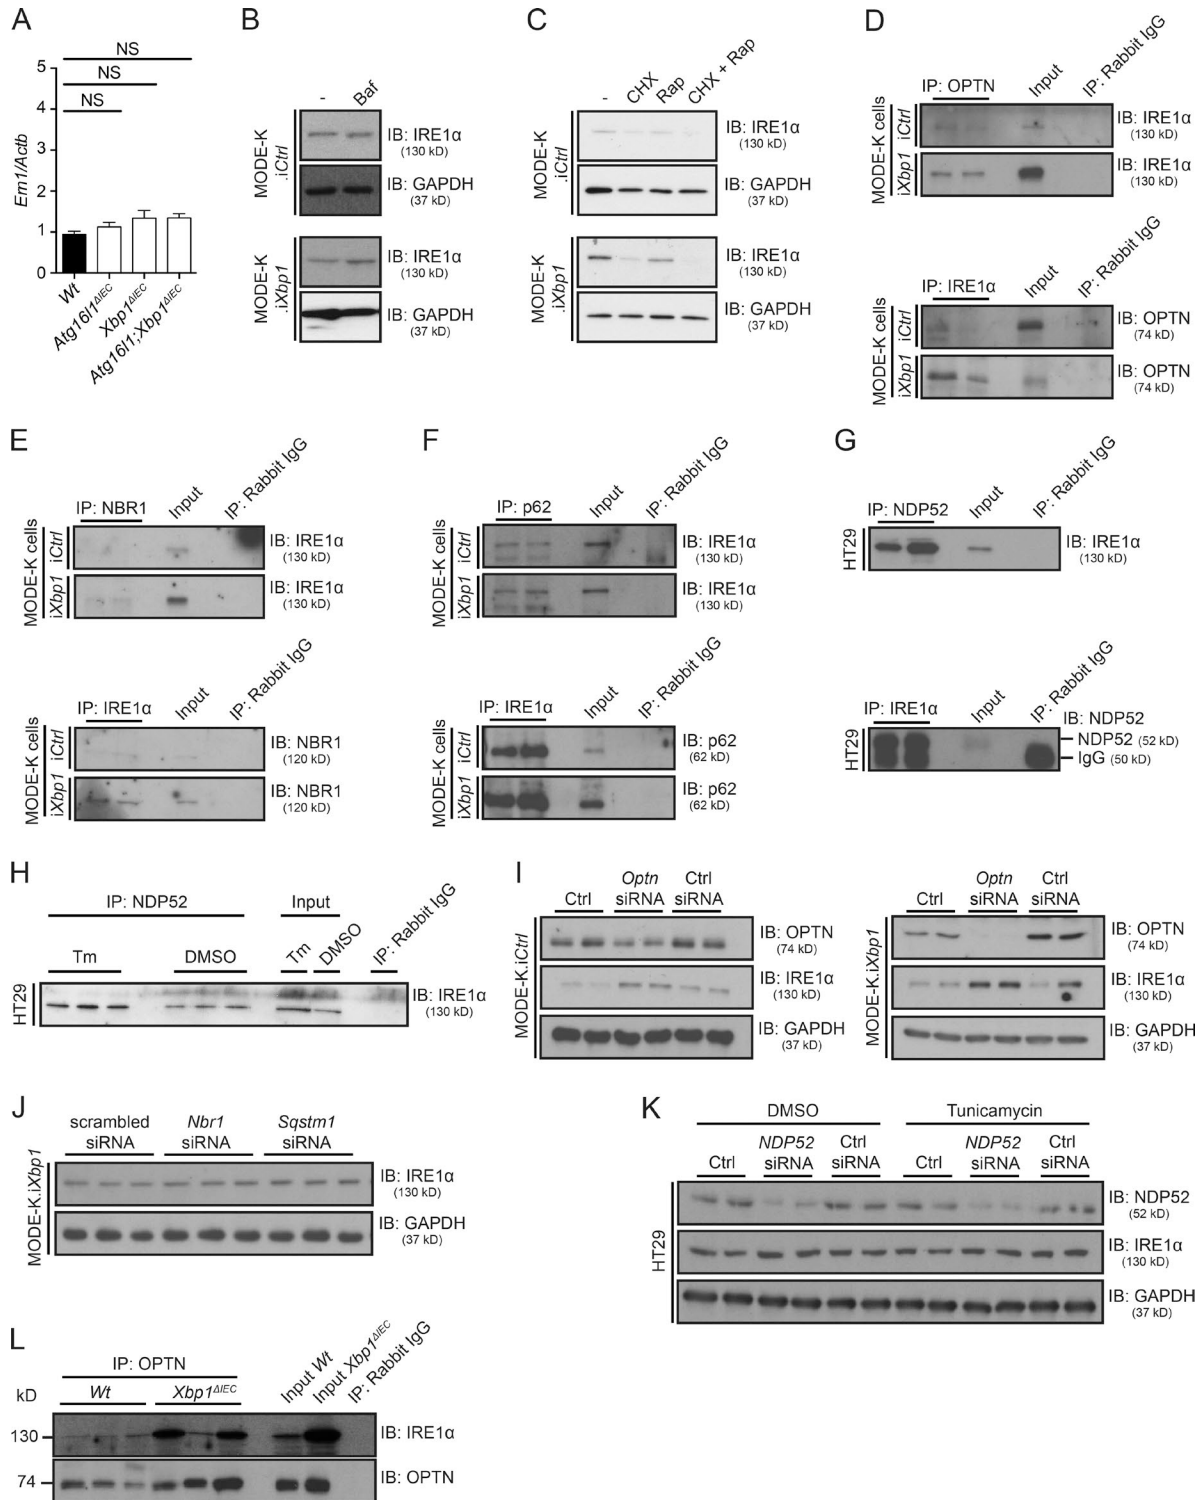 A
NS
NS
NS
5
4
3
2
1
0
Ern1/Actb
Wt
Atg16l1ΔIEC
Xbp1ΔIEC
Atg16l1;Xbp1ΔIEC
B
- Baf
MODE-K .iCtrl
IB: IRE1α
(130 kD)
IB: GAPDH
(37 kD)
MODE-K .iXbp1
IB: IRE1α
(130 kD)
IB: GAPDH
(37 kD)
C
- CHX Rap CHX + Rap
MODE-K .iCtrl
IB: IRE1α
(130 kD)
IB: GAPDH
(37 kD)
MODE-K .iXbp1
IB: IRE1α
(130 kD)
IB: GAPDH
(37 kD)
D
IP: OPTN Input IP: Rabbit IgG
MODE-K cells
iCtrl
IB: IRE1α
(130 kD)
iXbp1
IB: IRE1α
(130 kD)
IP: IRE1α Input IP: Rabbit IgG
MODE-K cells
iCtrl
IB: OPTN
(74 kD)
iXbp1
IB: OPTN
(74 kD)
E
IP: NBR1 Input IP: Rabbit IgG
MODE-K cells
iCtrl
IB: IRE1α
(130 kD)
iXbp1
IB: IRE1α
(130 kD)
IP: IRE1α Input IP: Rabbit IgG
MODE-K cells
iCtrl
IB: NBR1
(120 kD)
iXbp1
IB: NBR1
(120 kD)
F
IP: p62 Input IP: Rabbit IgG
MODE-K cells
iCtrl
IB: IRE1α
(130 kD)
iXbp1
IB: IRE1α
(130 kD)
IP: IRE1α Input IP: Rabbit IgG
MODE-K cells
iCtrl
IB: p62
(62 kD)
iXbp1
IB: p62
(62 kD)
G
IP: NDP52 Input IP: Rabbit IgG
HT29
IB: IRE1α
(130 kD)
IP: IRE1α Input IP: Rabbit IgG
HT29
IB: NDP52
NDP52 (52 kD)
IgG (50 kD)
H
IP: NDP52 Input IP: Rabbit IgG
Tm DMSO Tm DMSO
HT29
IB: IRE1α
(130 kD)
I
Ctrl Optn siRNA Ctrl siRNA
MODE-K.iCtrl
IB: OPTN
(74 kD)
IB: IRE1α
(130 kD)
IB: GAPDH
(37 kD)
Ctrl Optn siRNA Ctrl siRNA
MODE-K.iXbp1
IB: OPTN
(74 kD)
IB: IRE1α
(130 kD)
IB: GAPDH
(37 kD)
J
scrambled siRNA Nbr1 siRNA Sqstm1 siRNA
MODE-K.iXbp1
IB: IRE1α
(130 kD)
IB: GAPDH
(37 kD)
K
DMSO Tunicamycin
Ctrl NDP52 siRNA Ctrl siRNA Ctrl NDP52 siRNA Ctrl siRNA
HT29
IB: NDP52
(52 kD)
IB: IRE1α
(130 kD)
IB: GAPDH
(37 kD)
L
IP: OPTN
kD Wt Xbp1ΔIEC Input Wt Input Xbp1ΔIEC IP: Rabbit IgG
130
IB: IRE1α
74
IB: OPTN